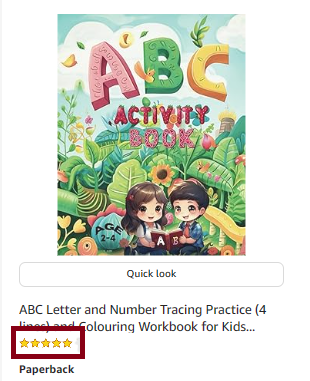 ABC
ACTIVITY
BOOK
AGE
2-4
A B
Quick look
ABC Letter and Number Tracing Practice (4
lines) and Colouring Workbook for Kids...
Paperback